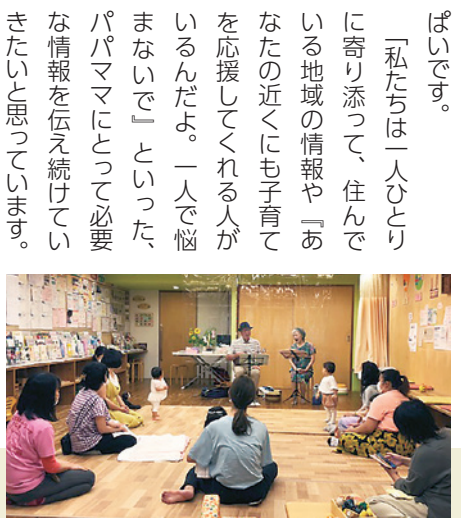 ぱいです。
「私たちは一人ひとり
に寄り添って、住んで
いる地域の情報や『あ
なたの近くにも子育て
を応援してくれる人が
いるんだよ。一人で悩
まないで』といった、
パパママにとって必要
な情報を伝え続けてい
きたいと思っています。